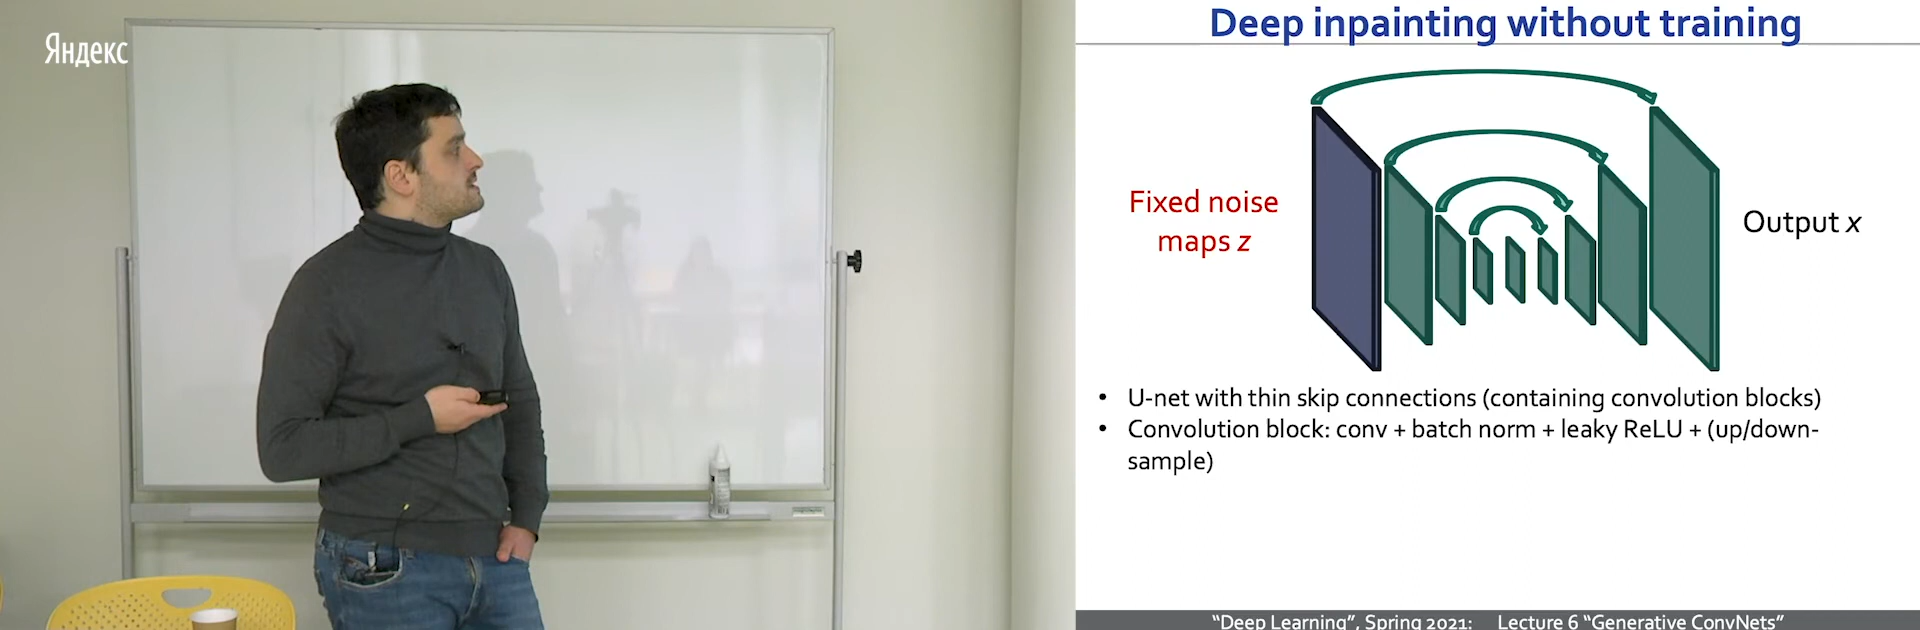 Яндекс
Deep inpainting without training
Fixed noise
maps z
Output x
• U-net with thin skip connections (containing convolution blocks)
• Convolution block: conv + batch norm + leaky ReLU + (up/down-
sample)
“Deep Learning”, Spring 2021: Lecture 6 “Generative ConvNets”